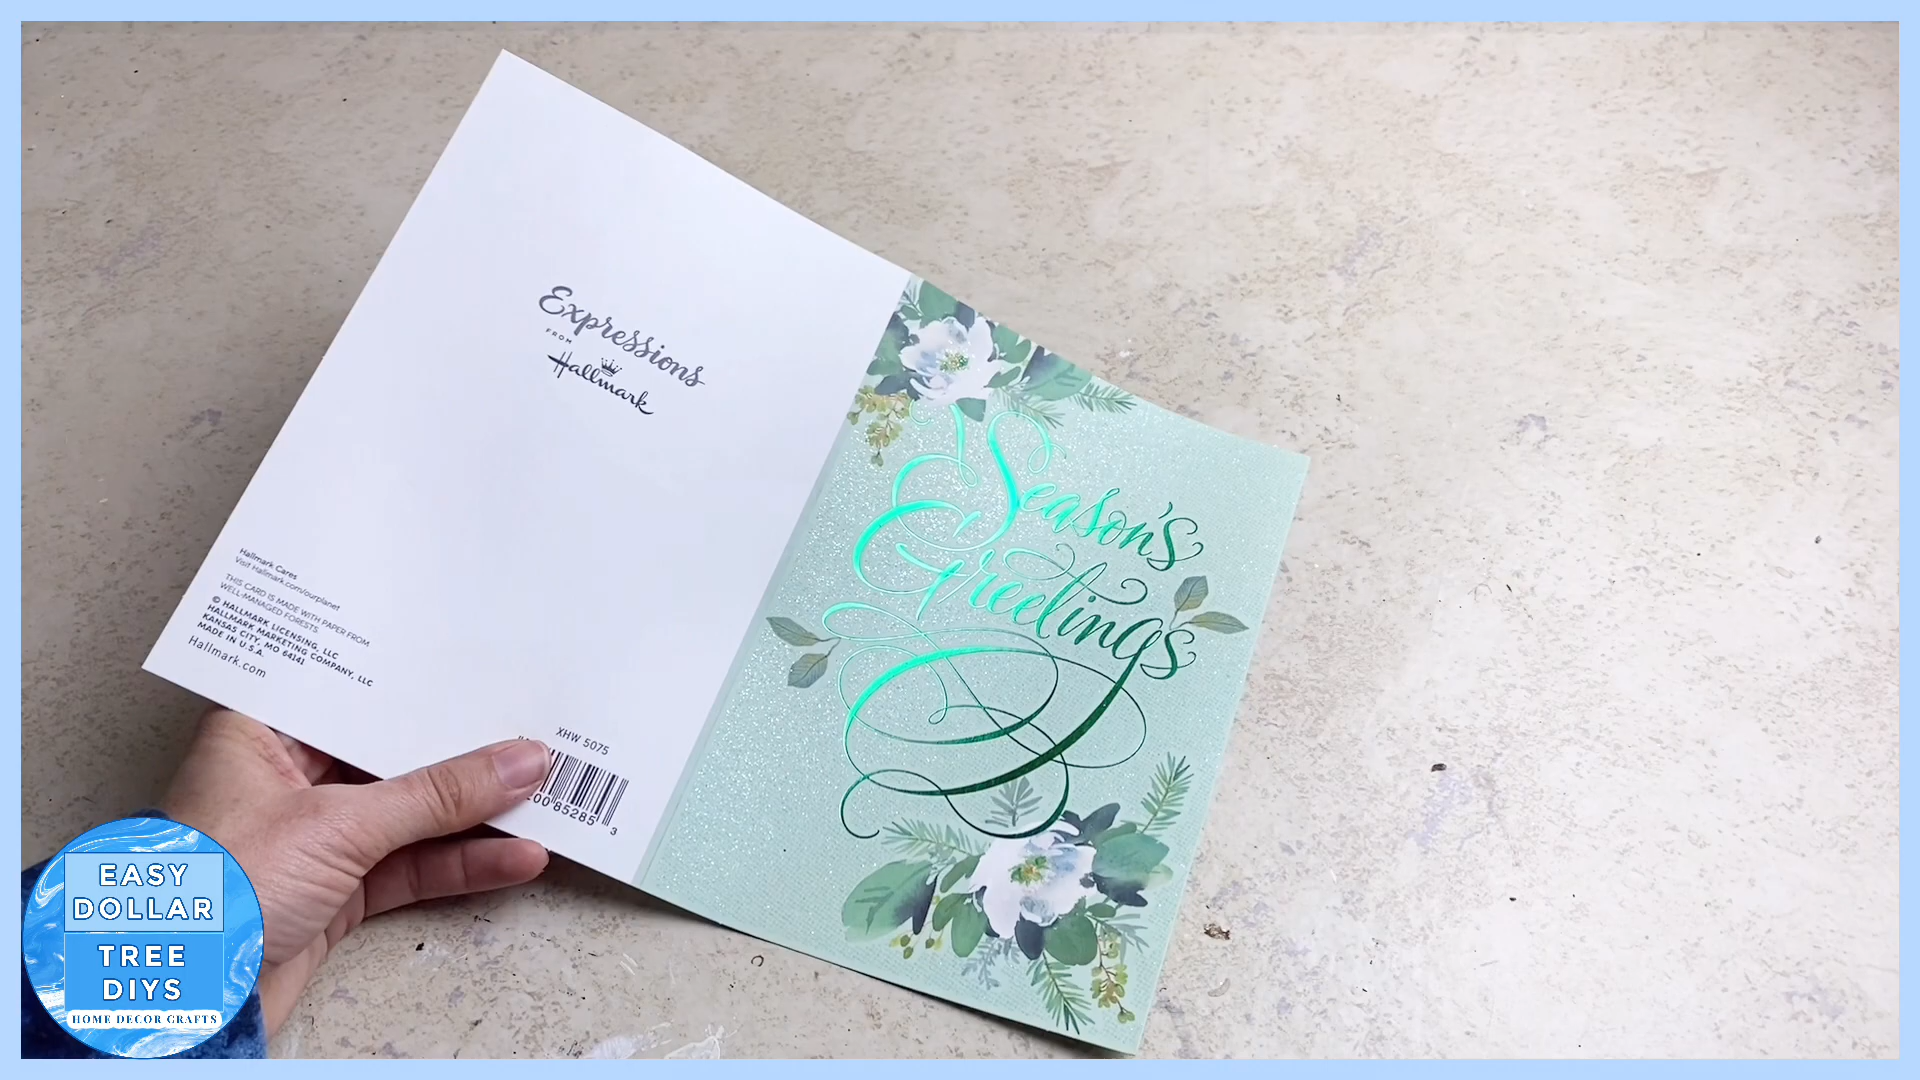 Expressions
FROM
Hallmark
Hallmark Cares
Visit Hallmark.com/ourplanet
THIS CARD IS MADE WITH PAPER FROM
WELL-MANAGED FORESTS
© HALLMARK LICENSING, LLC
HALLMARK MARKETING COMPANY, LLC
KANSAS CITY, MO 64141
MADE IN U.S.A.
Hallmark.com
XHW 5075
00 85285 3
Season's
Greetings
EASY
DOLLAR
TREE
DIYS
HOME DECOR CRAFTS